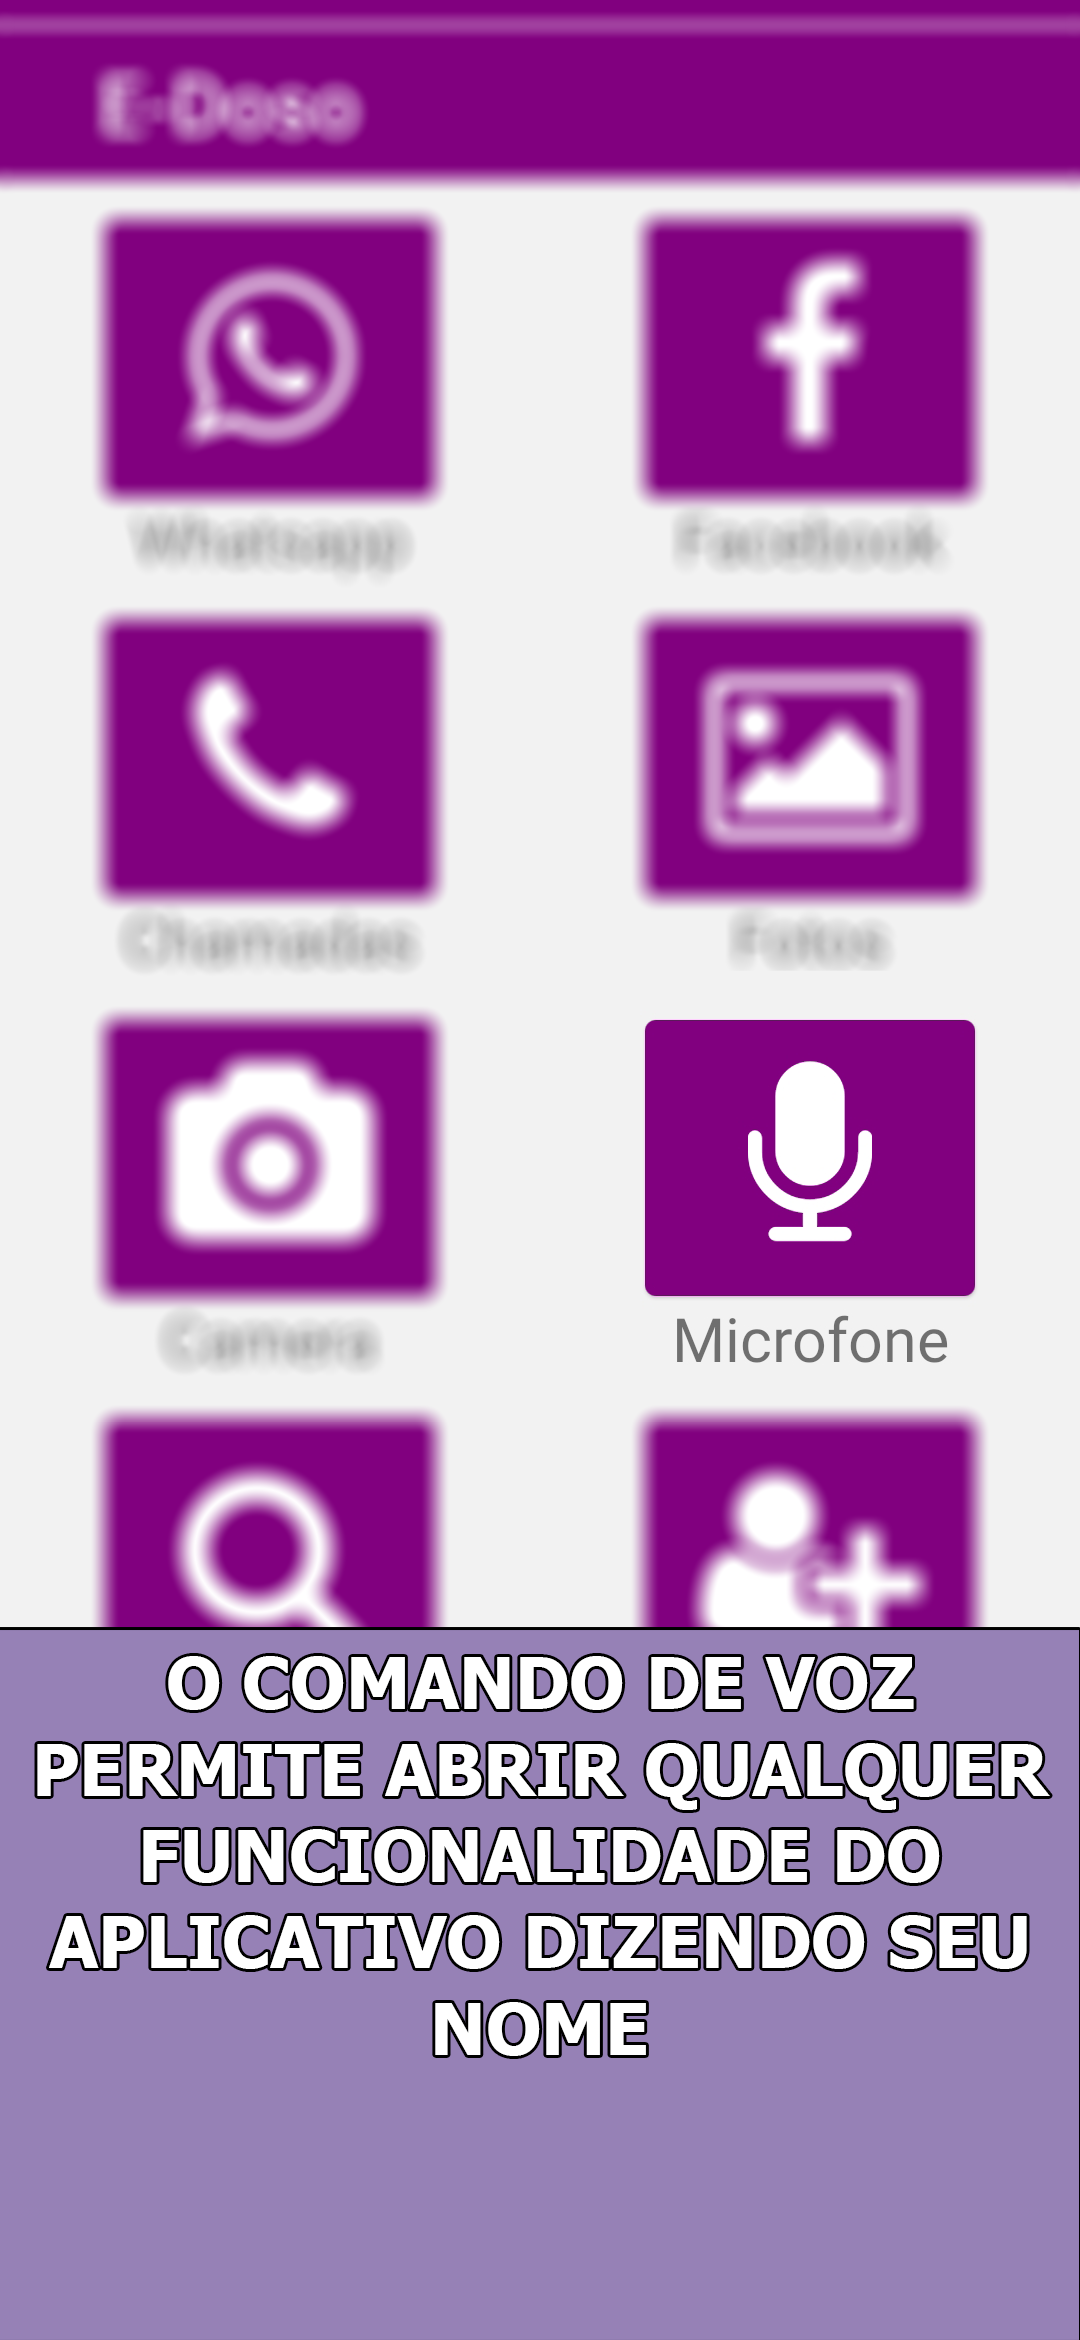 E-Doso
Whatsapp Facebook
Chamadas Fotos
Camera Microfone
O COMANDO DE VOZ
PERMITE ABRIR QUALQUER
FUNCIONALIDADE DO
APLICATIVO DIZENDO SEU
NOME